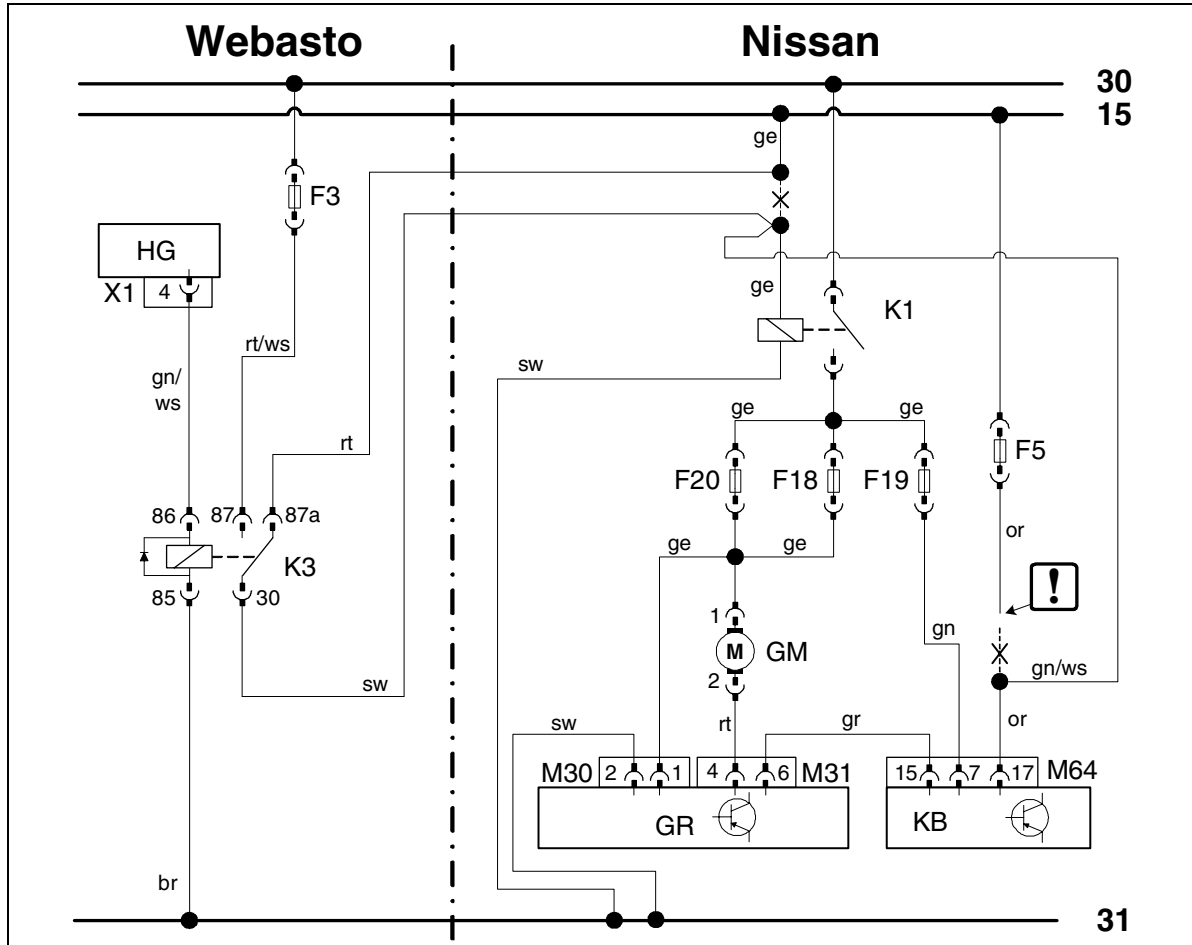 Webasto Nissan
30
15
ge
F3
HG
X1 4
ge
K1
rt/ws
sw
gn/
ws
ge ge
rt
F5
F20 F18 F19
86 87 87a
or
ge ge
K3
85 30
!
1
gn
M GM
2
gn/ws
sw
rt
or
sw gr
M30 2 1 4 6 M31 15 7 17 M64
GR KB
br
31